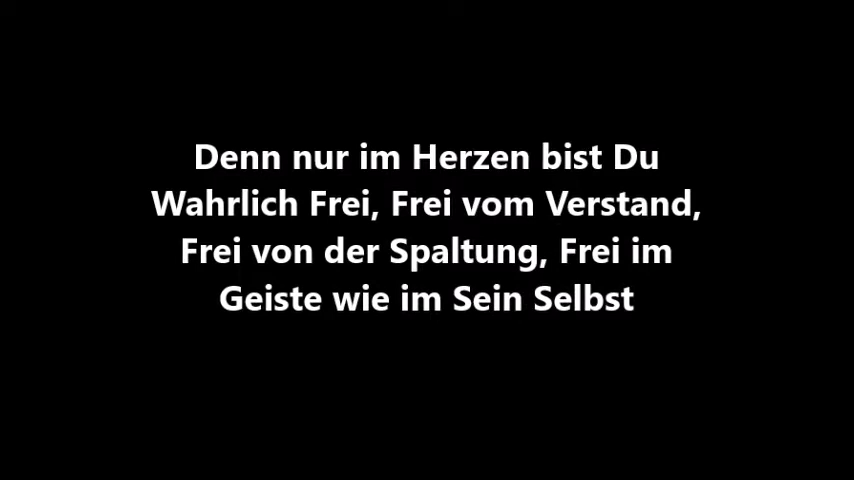 Denn nur im Herzen bist Du
Wahrlich Frei, Frei vom Verstand,
Frei von der Spaltung, Frei im
Geiste wie im Sein Selbst